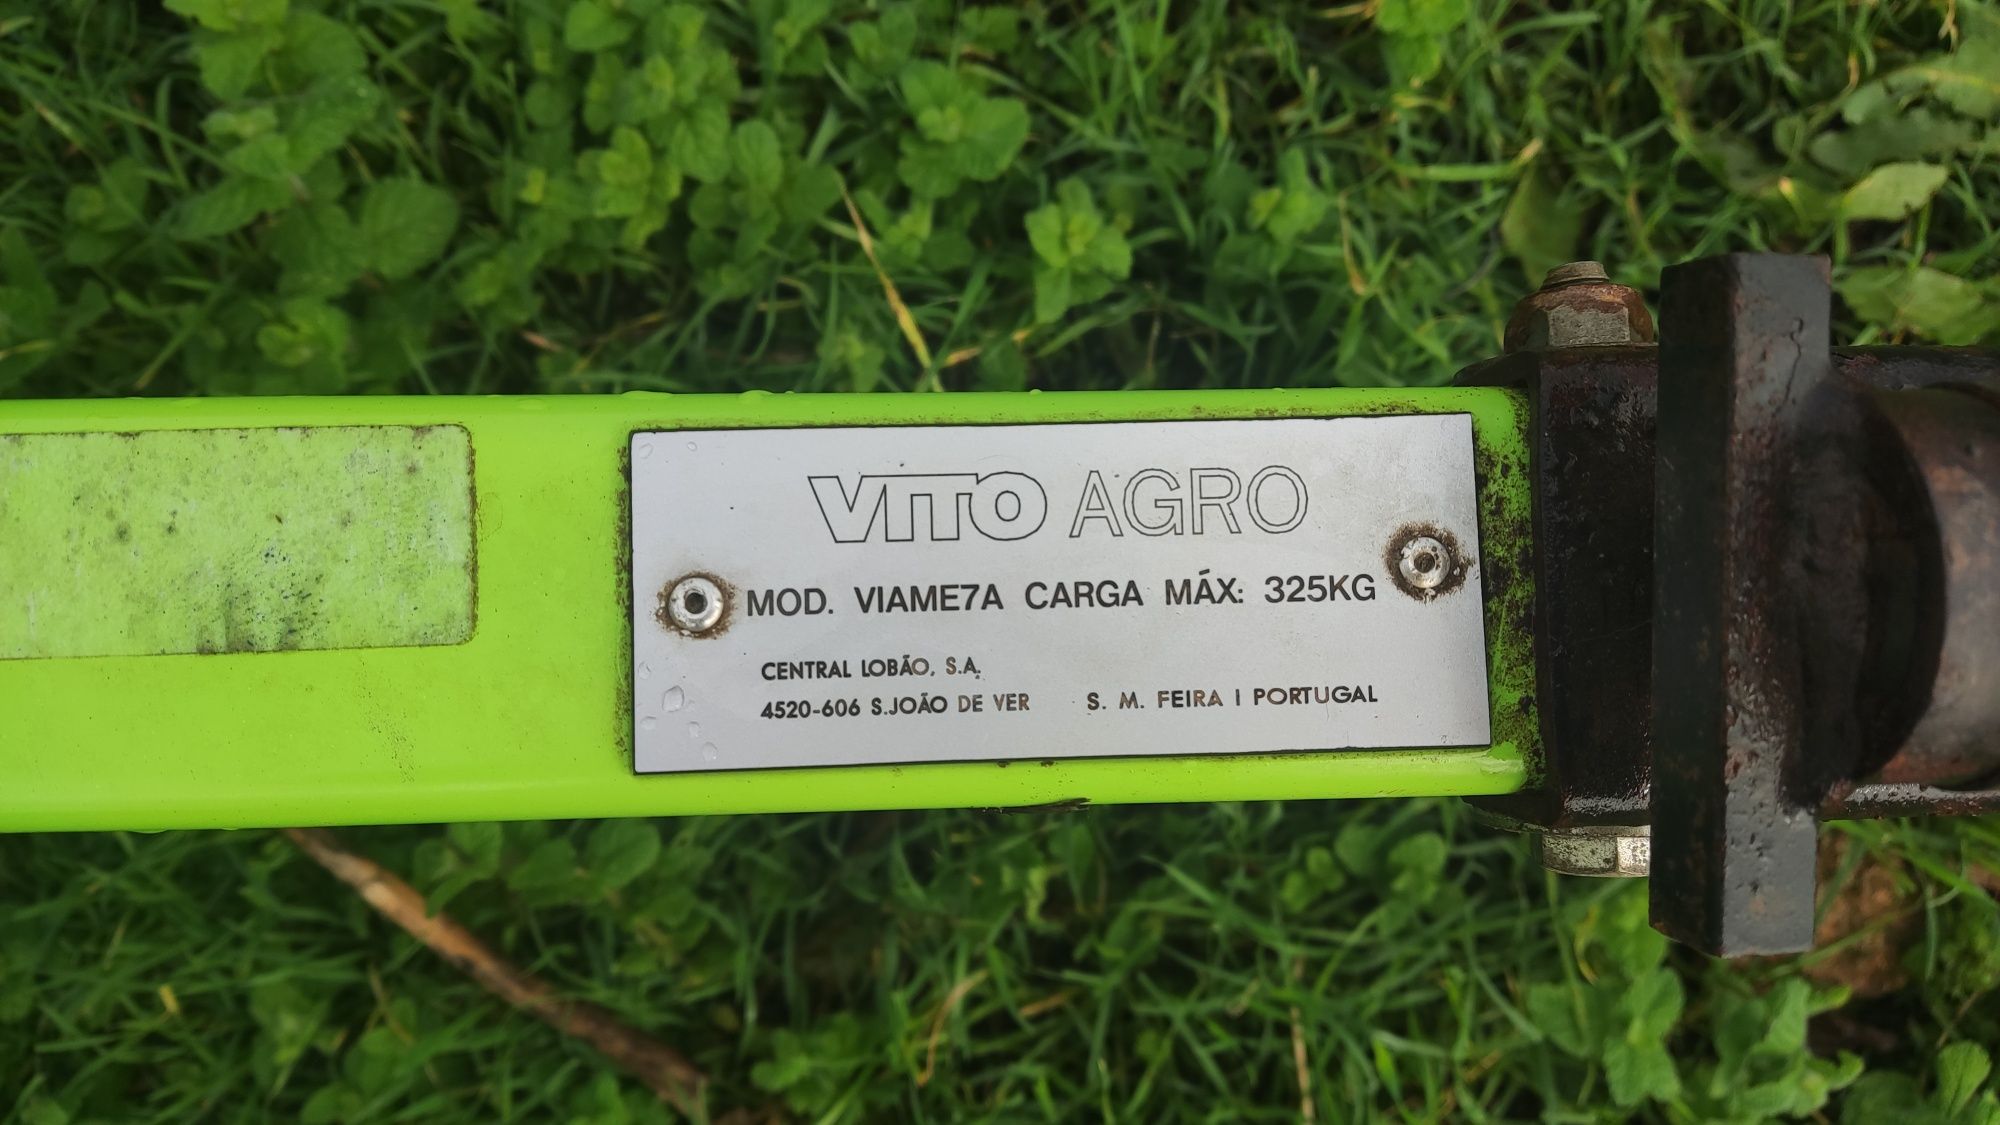 VITO AGRO
MOD. VIAME7A CARGA MÁX: 325KG
CENTRAL LOBÃO, S.A.
4520-606 S.JOÃO DE VER S. M. FEIRA | PORTUGAL